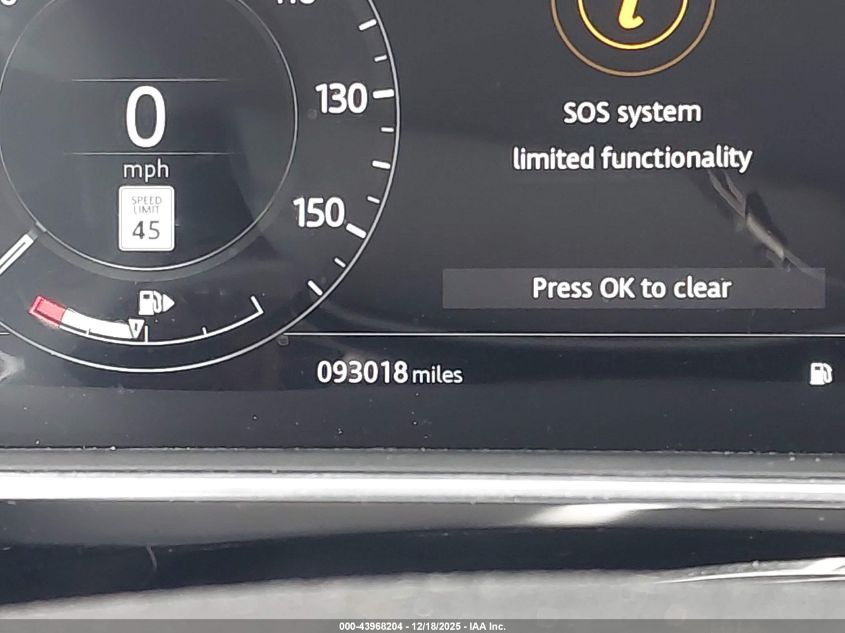 130
0
mph
SPEED
LIMIT
45
150
i
SOS system
limited functionality
Press OK to clear
093018 miles
000-43968204 - 12/18/2025 - IAA Inc.